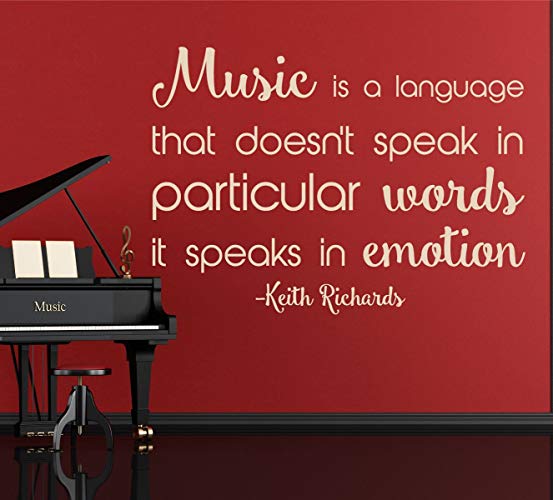 Music is a language
that doesn't speak in
particular words
it speaks in emotion
-Keith Richards
Music